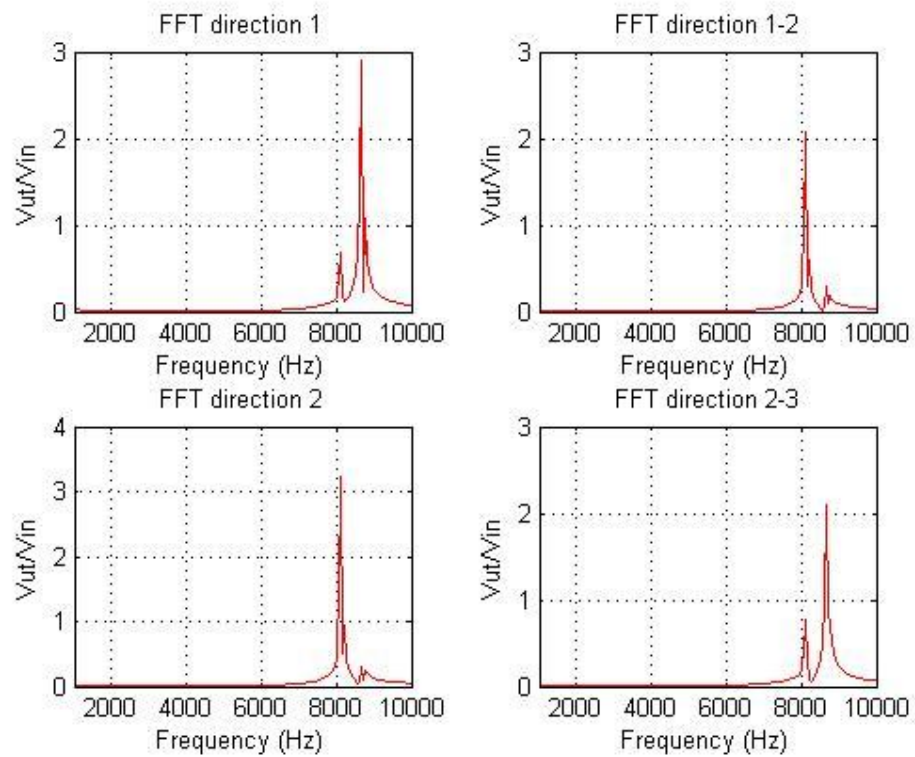 FFT direction 1
3
2
1
0
Vut/Vin
2000 4000 6000 8000 10000
Frequency (Hz)
FFT direction 1-2
3
2
1
0
Vut/Vin
2000 4000 6000 8000 10000
Frequency (Hz)
FFT direction 2
4
3
2
1
0
Vut/Vin
2000 4000 6000 8000 10000
Frequency (Hz)
FFT direction 2-3
3
2
1
0
Vut/Vin
2000 4000 6000 8000 10000
Frequency (Hz)